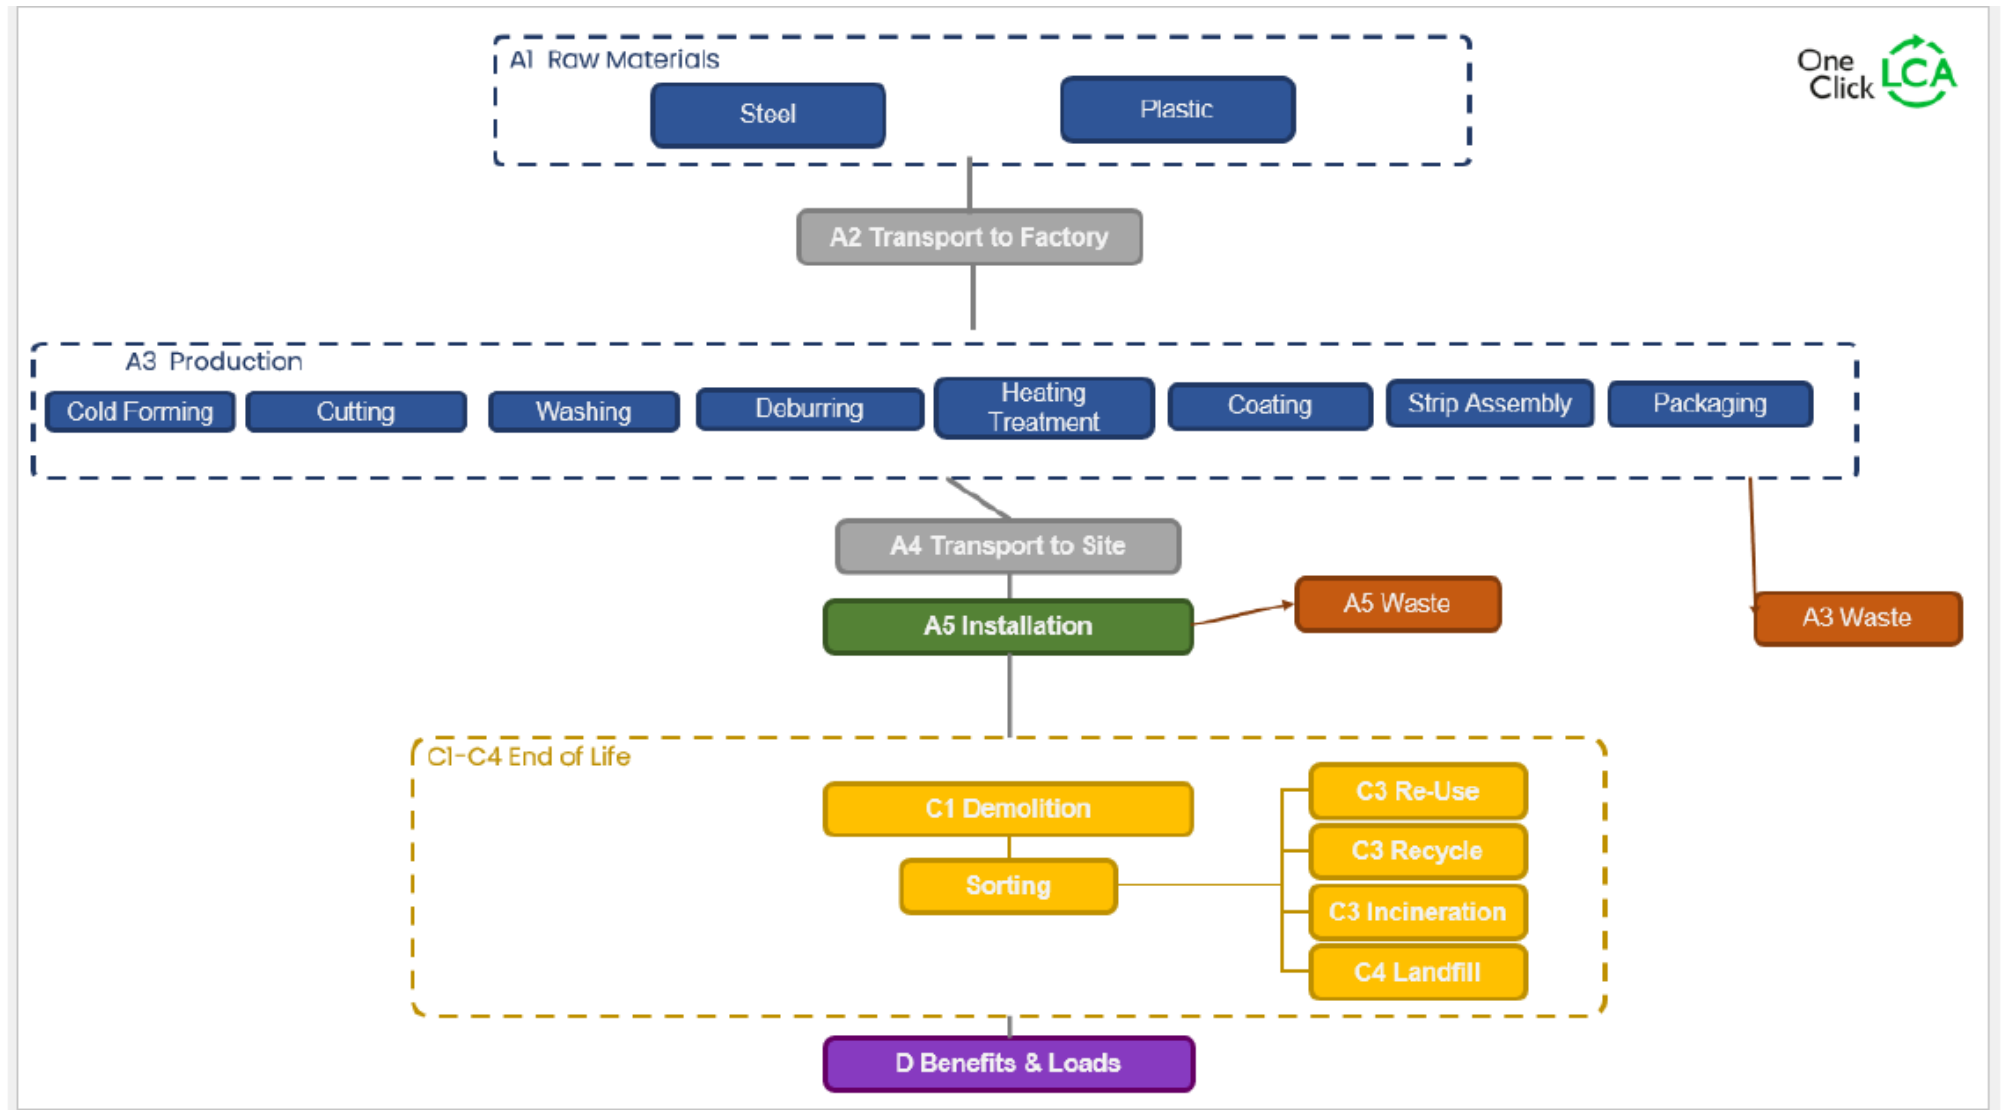 A1 Raw Materials
One
Click LCA
Steel
Plastic
A2 Transport to Factory
A3 Production
Cold Forming
Cutting
Washing
Deburring
Heating
Treatment
Coating
Strip Assembly
Packaging
A4 Transport to Site
A5 Installation
A5 Waste
A3 Waste
C1-C4 End of Life
C1 Demolition
Sorting
C3 Re-Use
C3 Recycle
C3 Incineration
C4 Landfill
D Benefits & Loads